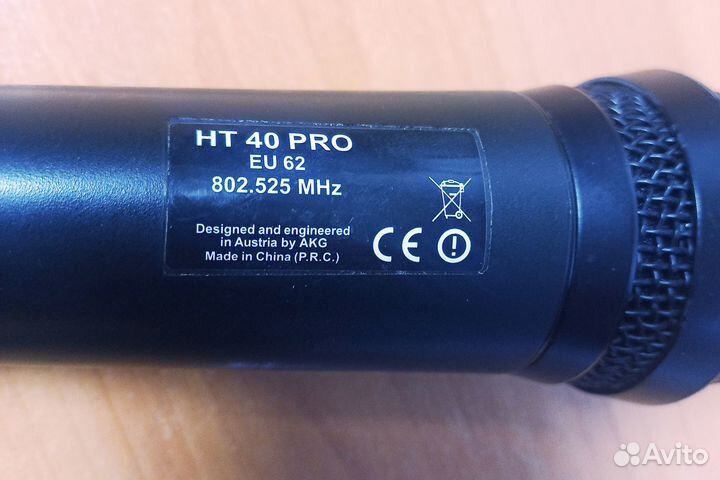 HT 40 PRO
EU 62
802.525 MHz
Designed and engineered
in Austria by AKG
Made in China (P.R.C.)
CE
Avito